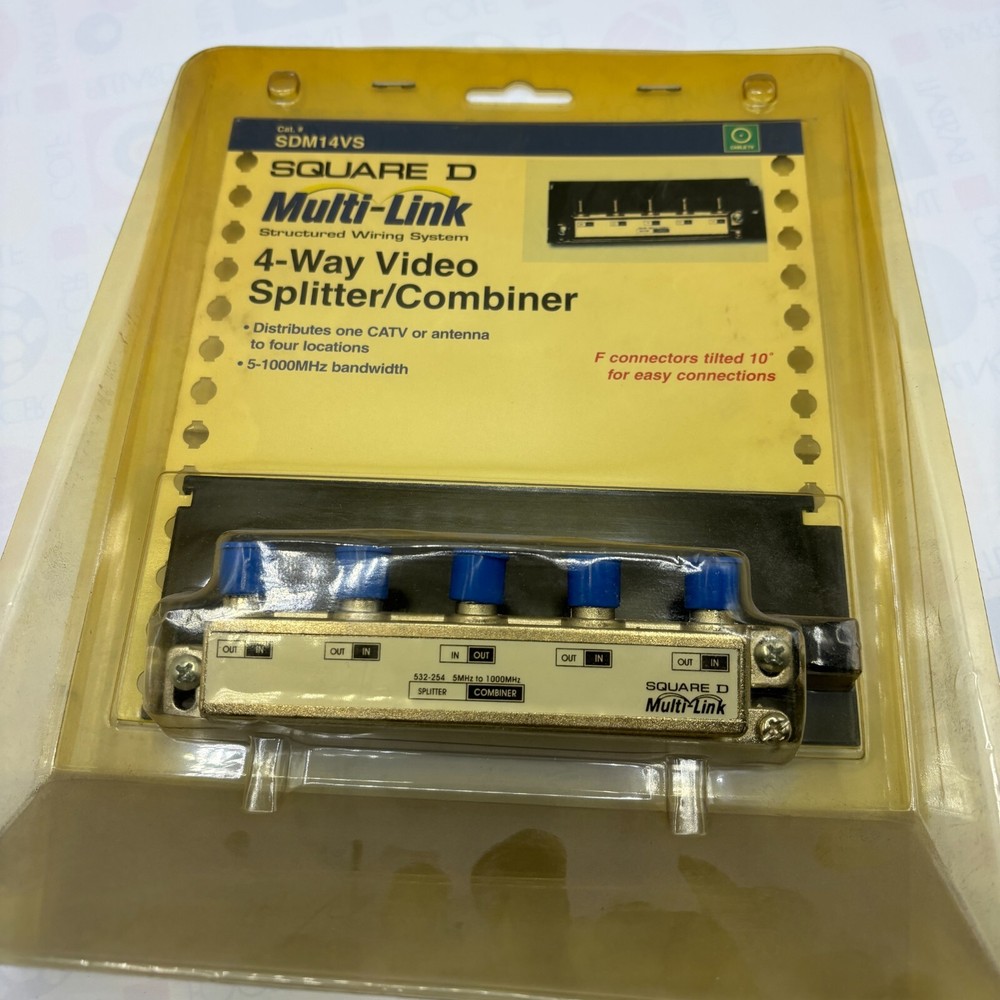 Cat. #
SDM14VS
CABLE TV
SQUARE D
Multi-Link
Structured Wiring System
4-Way Video
Splitter/Combiner
• Distributes one CATV or antenna
to four locations
• 5-1000MHz bandwidth
F connectors tilted 10°
for easy connections
OUT IN
OUT IN
IN OUT
OUT IN
OUT IN
532-254 5MHz to 1000MHz
SPLITTER COMBINER
SQUARE D
Multi-Link